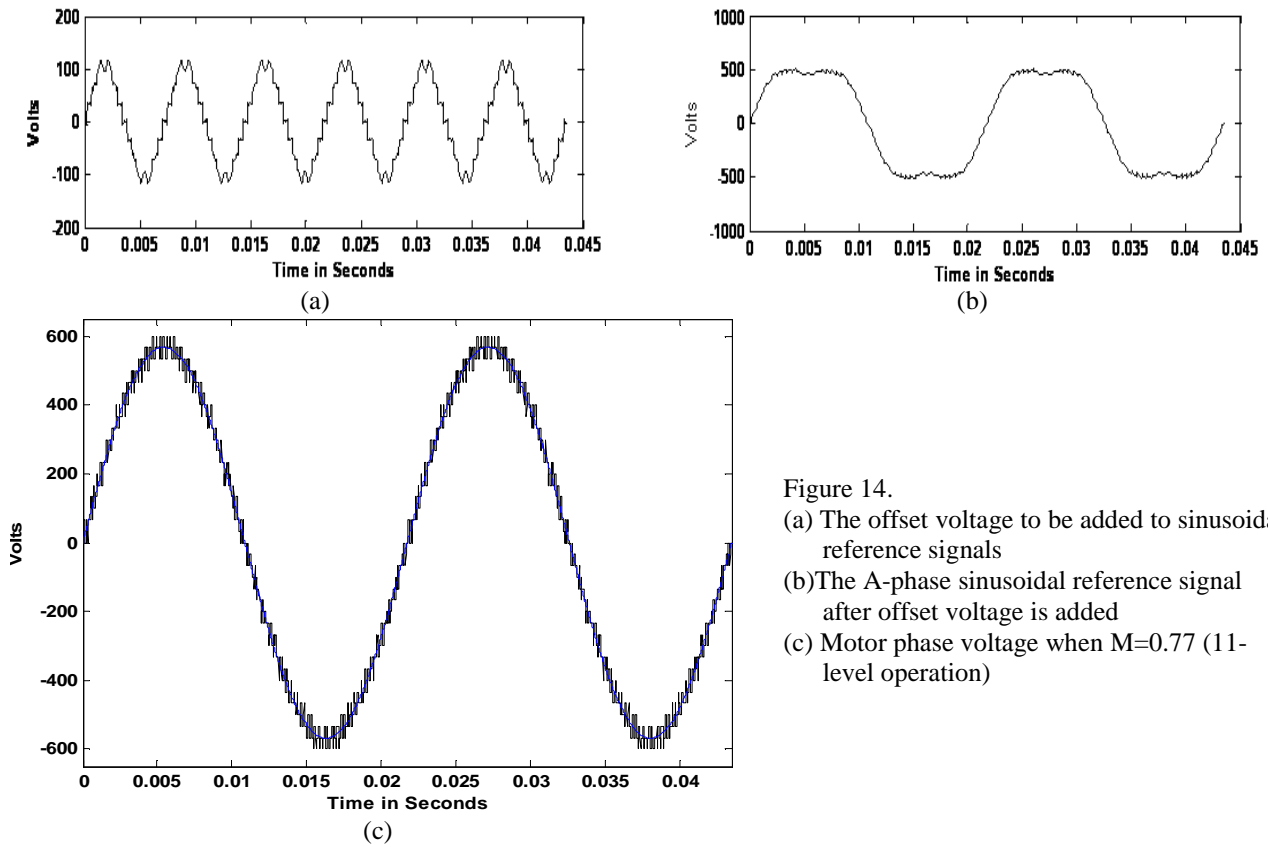 200
100
0
-100
-200
Volts
0 0.005 0.01 0.015 0.02 0.025 0.03 0.035 0.04 0.045
Time in Seconds
(a)
1000
500
0
-500
-1000
Volts
0 0.005 0.01 0.015 0.02 0.025 0.03 0.035 0.04 0.045
Time in Seconds
(b)
600
400
200
0
-200
-400
-600
Volts
0 0.005 0.01 0.015 0.02 0.025 0.03 0.035 0.04
Time in Seconds
(c)
Figure 14.
(a) The offset voltage to be added to sinusoida
reference signals
(b)The A-phase sinusoidal reference signal
after offset voltage is added
(c) Motor phase voltage when M=0.77 (11-
level operation)